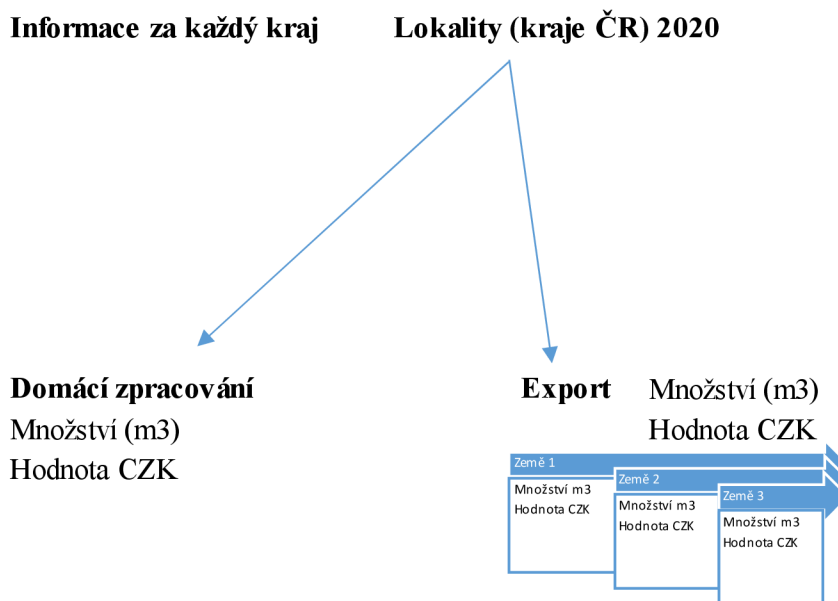 Informace za každý kraj
Lokality (kraje ČR) 2020
Domácí zpracování
Množství (m3)
Hodnota CZK
Export
Množství (m3)
Hodnota CZK
Země 1
Množství m3
Hodnota CZK
Země 2
Množství m3
Hodnota CZK
Země 3
Množství m3
Hodnota CZK